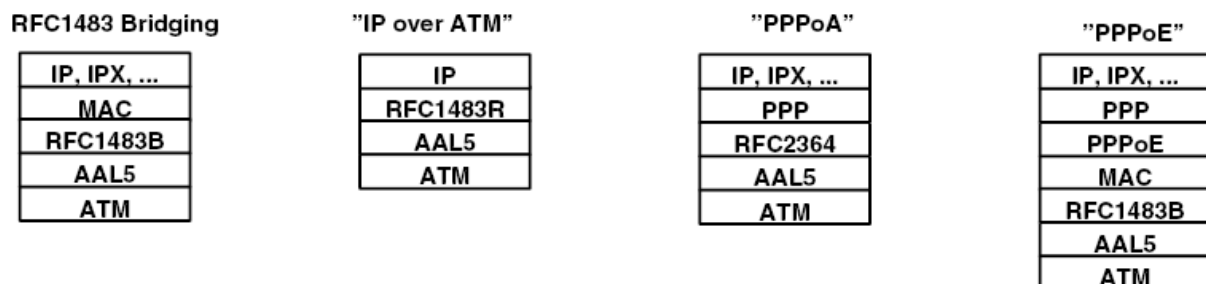 RFC1483 Bridging
IP, IPX, ...
MAC
RFC1483B
AAL5
ATM
”IP over ATM”
IP
RFC1483R
AAL5
ATM
”PPPoA”
IP, IPX, ...
PPP
RFC2364
AAL5
ATM
”PPPoE”
IP, IPX, ...
PPP
PPPoE
MAC
RFC1483B
AAL5
ATM